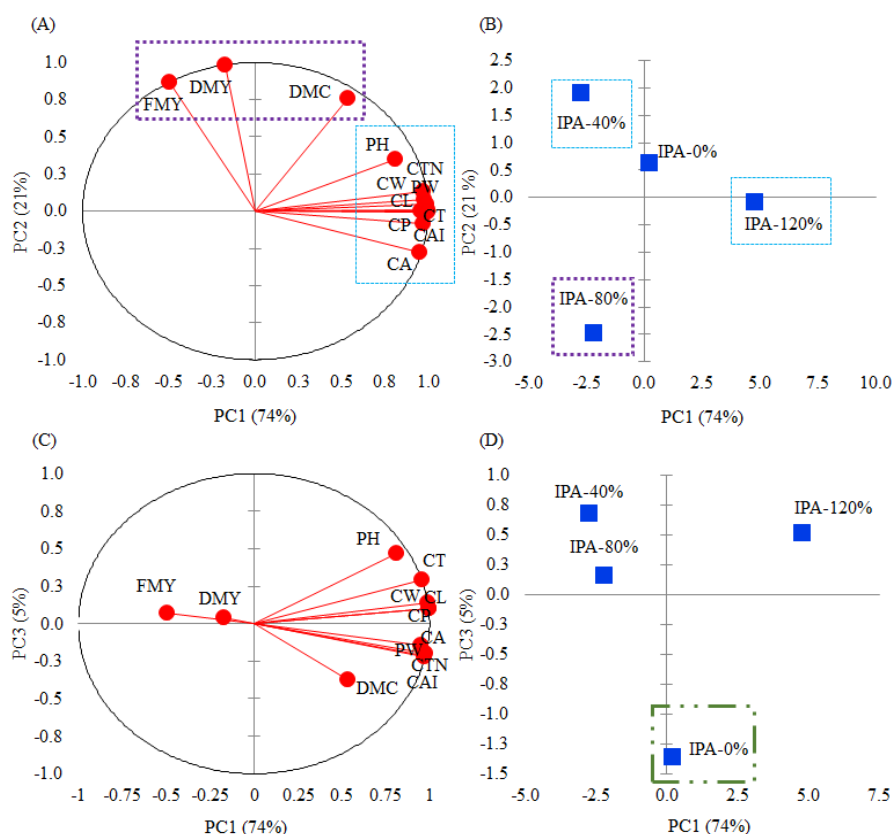 (A)
PC2 (21%)
1.0
0.8
0.5
0.3
0.0
-0.3
-0.5
-0.8
-1.0
FMY
DMY
DMC
PH
CTN
CW
PW
CL
CT
CP
CAI
CA
-1.0 -0.8 -0.5 -0.3 0.0 0.3 0.5 0.8 1.0
PC1 (74%)
(B)
PC2 (21 %)
2.5
2.0
1.5
1.0
0.5
0.0
-0.5
-1.0
-1.5
-2.0
-2.5
-3.0
IPA-40%
IPA-0%
IPA-120%
IPA-80%
-5.0 -2.5 0.0 2.5 5.0 7.5 10.0
PC1 (74%)
(C)
PC3 (5%)
1.0
0.8
0.5
0.3
0.0
-0.3
-0.5
-0.8
-1.0
PH
CT
FMY
DMY
CW
CL
CP
CA
PW
CTN
CAI
DMC
-1 -0.75 -0.5 -0.25 0 0.25 0.5 0.75 1
PC1 (74%)
(D)
PC3 (5%)
1.0
0.8
0.5
0.3
0.0
-0.3
-0.5
-0.8
-1.0
-1.3
-1.5
IPA-40%
IPA-120%
IPA-80%
IPA-0%
-5.0 -2.5 0.0 2.5 5.0 7.5
PC1 (74%)